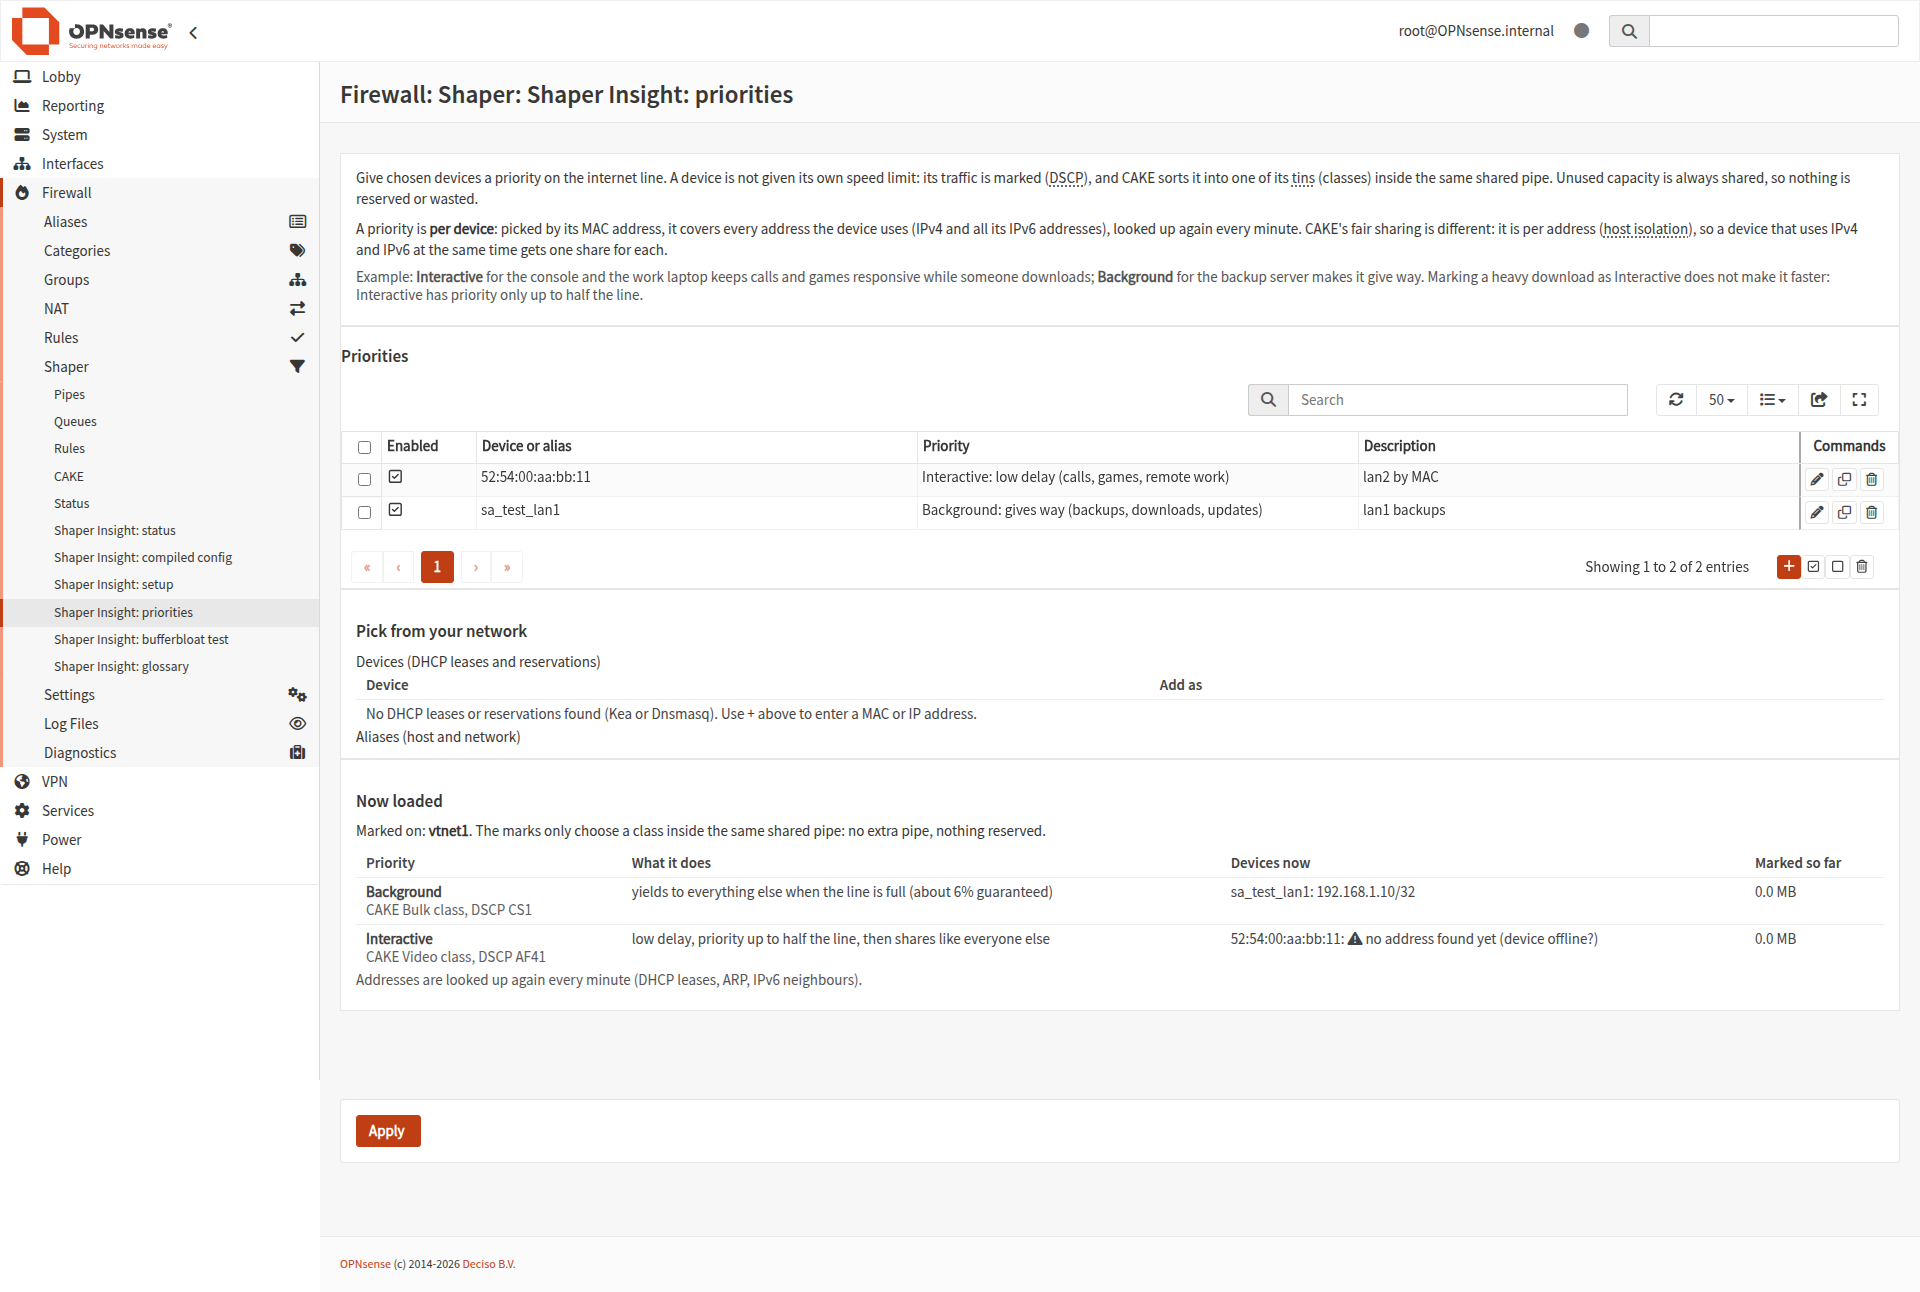 OPNsense®
Securing networks made easy
root@OPNsense.internal
Lobby
Reporting
System
Interfaces
Firewall
Aliases
Categories
Groups
NAT
Rules
Shaper
Pipes
Queues
Rules
CAKE
Status
Shaper Insight: status
Shaper Insight: compiled config
Shaper Insight: setup
Shaper Insight: priorities
Shaper Insight: bufferbloat test
Shaper Insight: glossary
Settings
Log Files
Diagnostics
VPN
Services
Power
Help
Firewall: Shaper: Shaper Insight: priorities
Give chosen devices a priority on the internet line. A device is not given its own speed limit: its traffic is marked (DSCP), and CAKE sorts it into one of its tins (classes) inside the same shared pipe. Unused capacity is always shared, so nothing is
reserved or wasted.
A priority is per device: picked by its MAC address, it covers every address the device uses (IPv4 and all its IPv6 addresses), looked up again every minute. CAKE's fair sharing is different: it is per address (host isolation), so a device that uses IPv4
and IPv6 at the same time gets one share for each.
Example: Interactive for the console and the work laptop keeps calls and games responsive while someone downloads; Background for the backup server makes it give way. Marking a heavy download as Interactive does not make it faster:
Interactive has priority only up to half the line.
Priorities
Search
50
Enabled Device or alias Priority Description Commands
52:54:00:aa:bb:11 Interactive: low delay (calls, games, remote work) lan2 by MAC
sa_test_lan1 Background: gives way (backups, downloads, updates) lan1 backups
« ‹ 1 › »
Showing 1 to 2 of 2 entries
Pick from your network
Devices (DHCP leases and reservations)
Device Add as
No DHCP leases or reservations found (Kea or Dnsmasq). Use + above to enter a MAC or IP address.
Aliases (host and network)
Now loaded
Marked on: vtnet1. The marks only choose a class inside the same shared pipe: no extra pipe, nothing reserved.
Priority What it does Devices now Marked so far
Background yields to everything else when the line is full (about 6% guaranteed) sa_test_lan1: 192.168.1.10/32 0.0 MB
CAKE Bulk class, DSCP CS1
Interactive low delay, priority up to half the line, then shares like everyone else 52:54:00:aa:bb:11: no address found yet (device offline?) 0.0 MB
CAKE Video class, DSCP AF41
Addresses are looked up again every minute (DHCP leases, ARP, IPv6 neighbours).
Apply
OPNsense (c) 2014-2026 Deciso B.V.